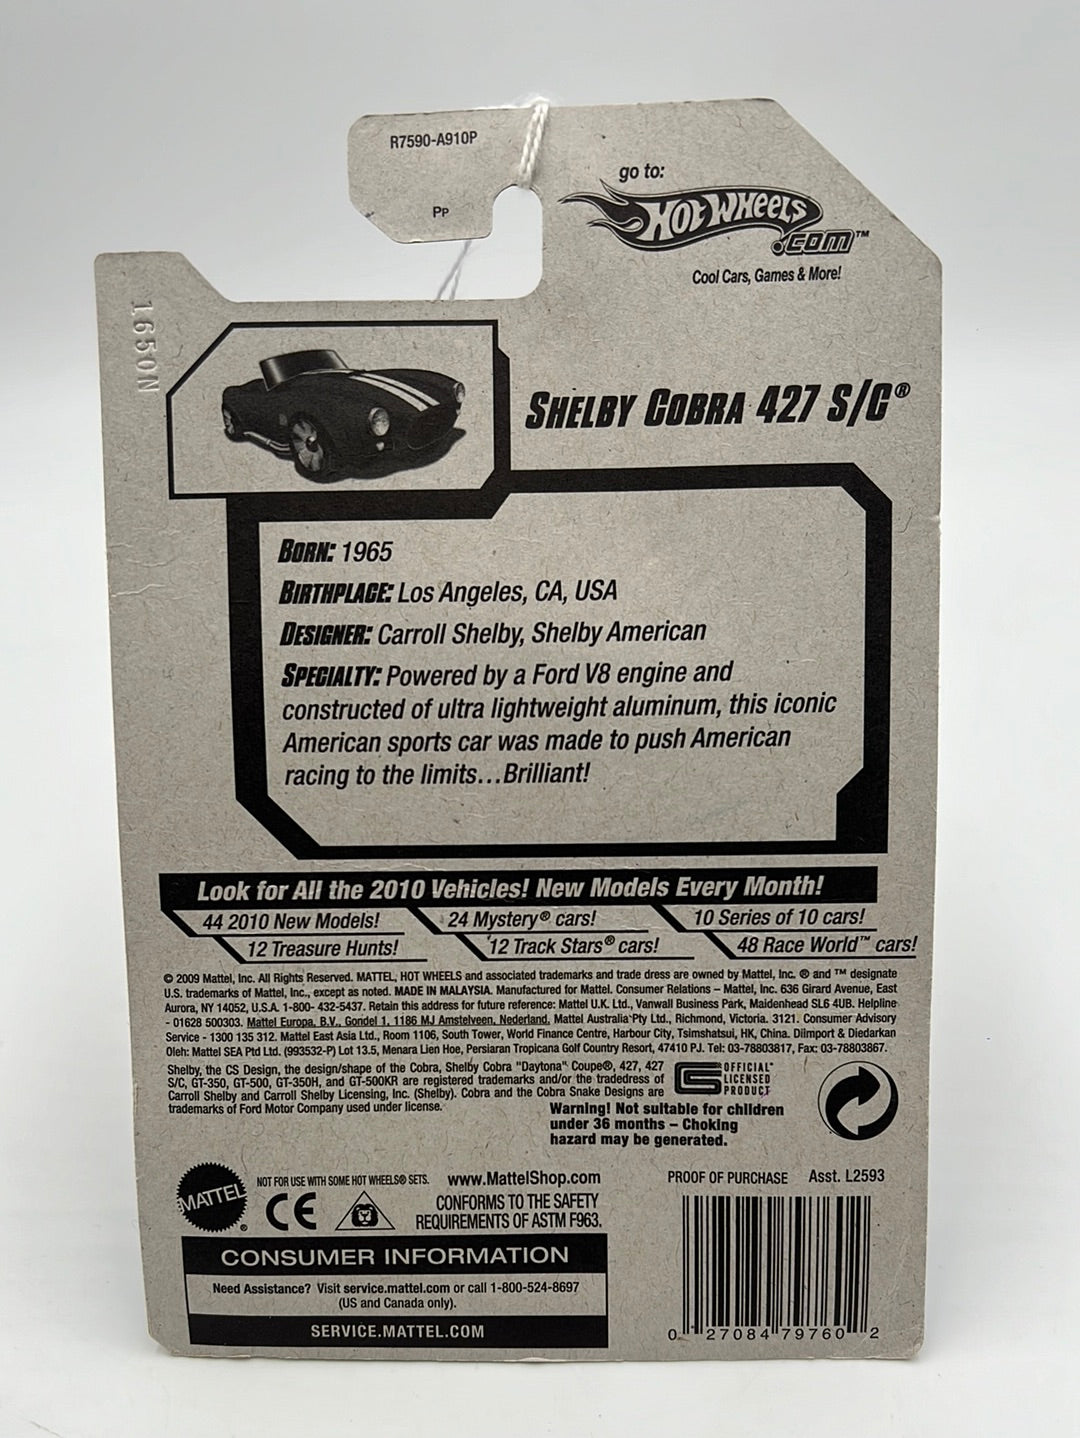 R7590-A910P
PP
go to:
HOT WHEELS
.COM™
Cool Cars, Games & More!
1650N
SHELBY COBRA 427 S/C®
BORN: 1965
BIRTHPLACE: Los Angeles, CA, USA
DESIGNER: Carroll Shelby, Shelby American
SPECIALTY: Powered by a Ford V8 engine and
constructed of ultra lightweight aluminum, this iconic
American sports car was made to push American
racing to the limits...Brilliant!
Look for All the 2010 Vehicles! New Models Every Month!
44 2010 New Models!
24 Mystery® cars!
10 Series of 10 cars!
12 Treasure Hunts!
12 Track Stars® cars!
48 Race World™ cars!
© 2009 Mattel, Inc. All Rights Reserved. MATTEL, HOT WHEELS and associated trademarks and trade dress are owned by Mattel, Inc. ® and ™ designate
U.S. trademarks of Mattel, Inc., except as noted. MADE IN MALAYSIA. Manufactured for Mattel. Consumer Relations – Mattel, Inc. 636 Girard Avenue, East
Aurora, NY 14052, U.S.A. 1-800- 432-5437. Retain this address for future reference: Mattel U.K. Ltd., Vanwall Business Park, Maidenhead SL6 4UB. Helpline
- 01628 500303. Mattel Europa, B.V., Gondel 1, 1186 MJ Amstelveen, Nederland. Mattel Australia Pty Ltd., Richmond, Victoria. 3121. Consumer Advisory
Service - 1300 135 312. Mattel East Asia Ltd., Room 1106, South Tower, World Finance Centre, Harbour City, Tsimshatsui, HK, China. Diimport & Diedarkan
Oleh: Mattel SEA Ptd Ltd. (993532-P) Lot 13.5, Menara Lien Hoe, Persiaran Tropicana Golf Country Resort, 47410 PJ. Tel: 03-78803817, Fax: 03-78803867.
Shelby, the CS Design, the design/shape of the Cobra, Shelby Cobra "Daytona" Coupe®, 427, 427
S/C, GT-350, GT-500, GT-350H, and GT-500KR are registered trademarks and/or the tradedress of
Carroll Shelby and Carroll Shelby Licensing, Inc. (Shelby). Cobra and the Cobra Snake Designs are
trademarks of Ford Motor Company used under license.
OFFICIAL
LICENSED
PRODUCT
Warning! Not suitable for children
under 36 months – Choking
hazard may be generated.
MATTEL®
NOT FOR USE WITH SOME HOT WHEELS® SETS.
www.MattelShop.com
CE
CONFORMS TO THE SAFETY
REQUIREMENTS OF ASTM F963.
PROOF OF PURCHASE
Asst. L2593
CONSUMER INFORMATION
Need Assistance? Visit service.mattel.com or call 1-800-524-8697
(US and Canada only).
SERVICE.MATTEL.COM
0 27084 79760 2